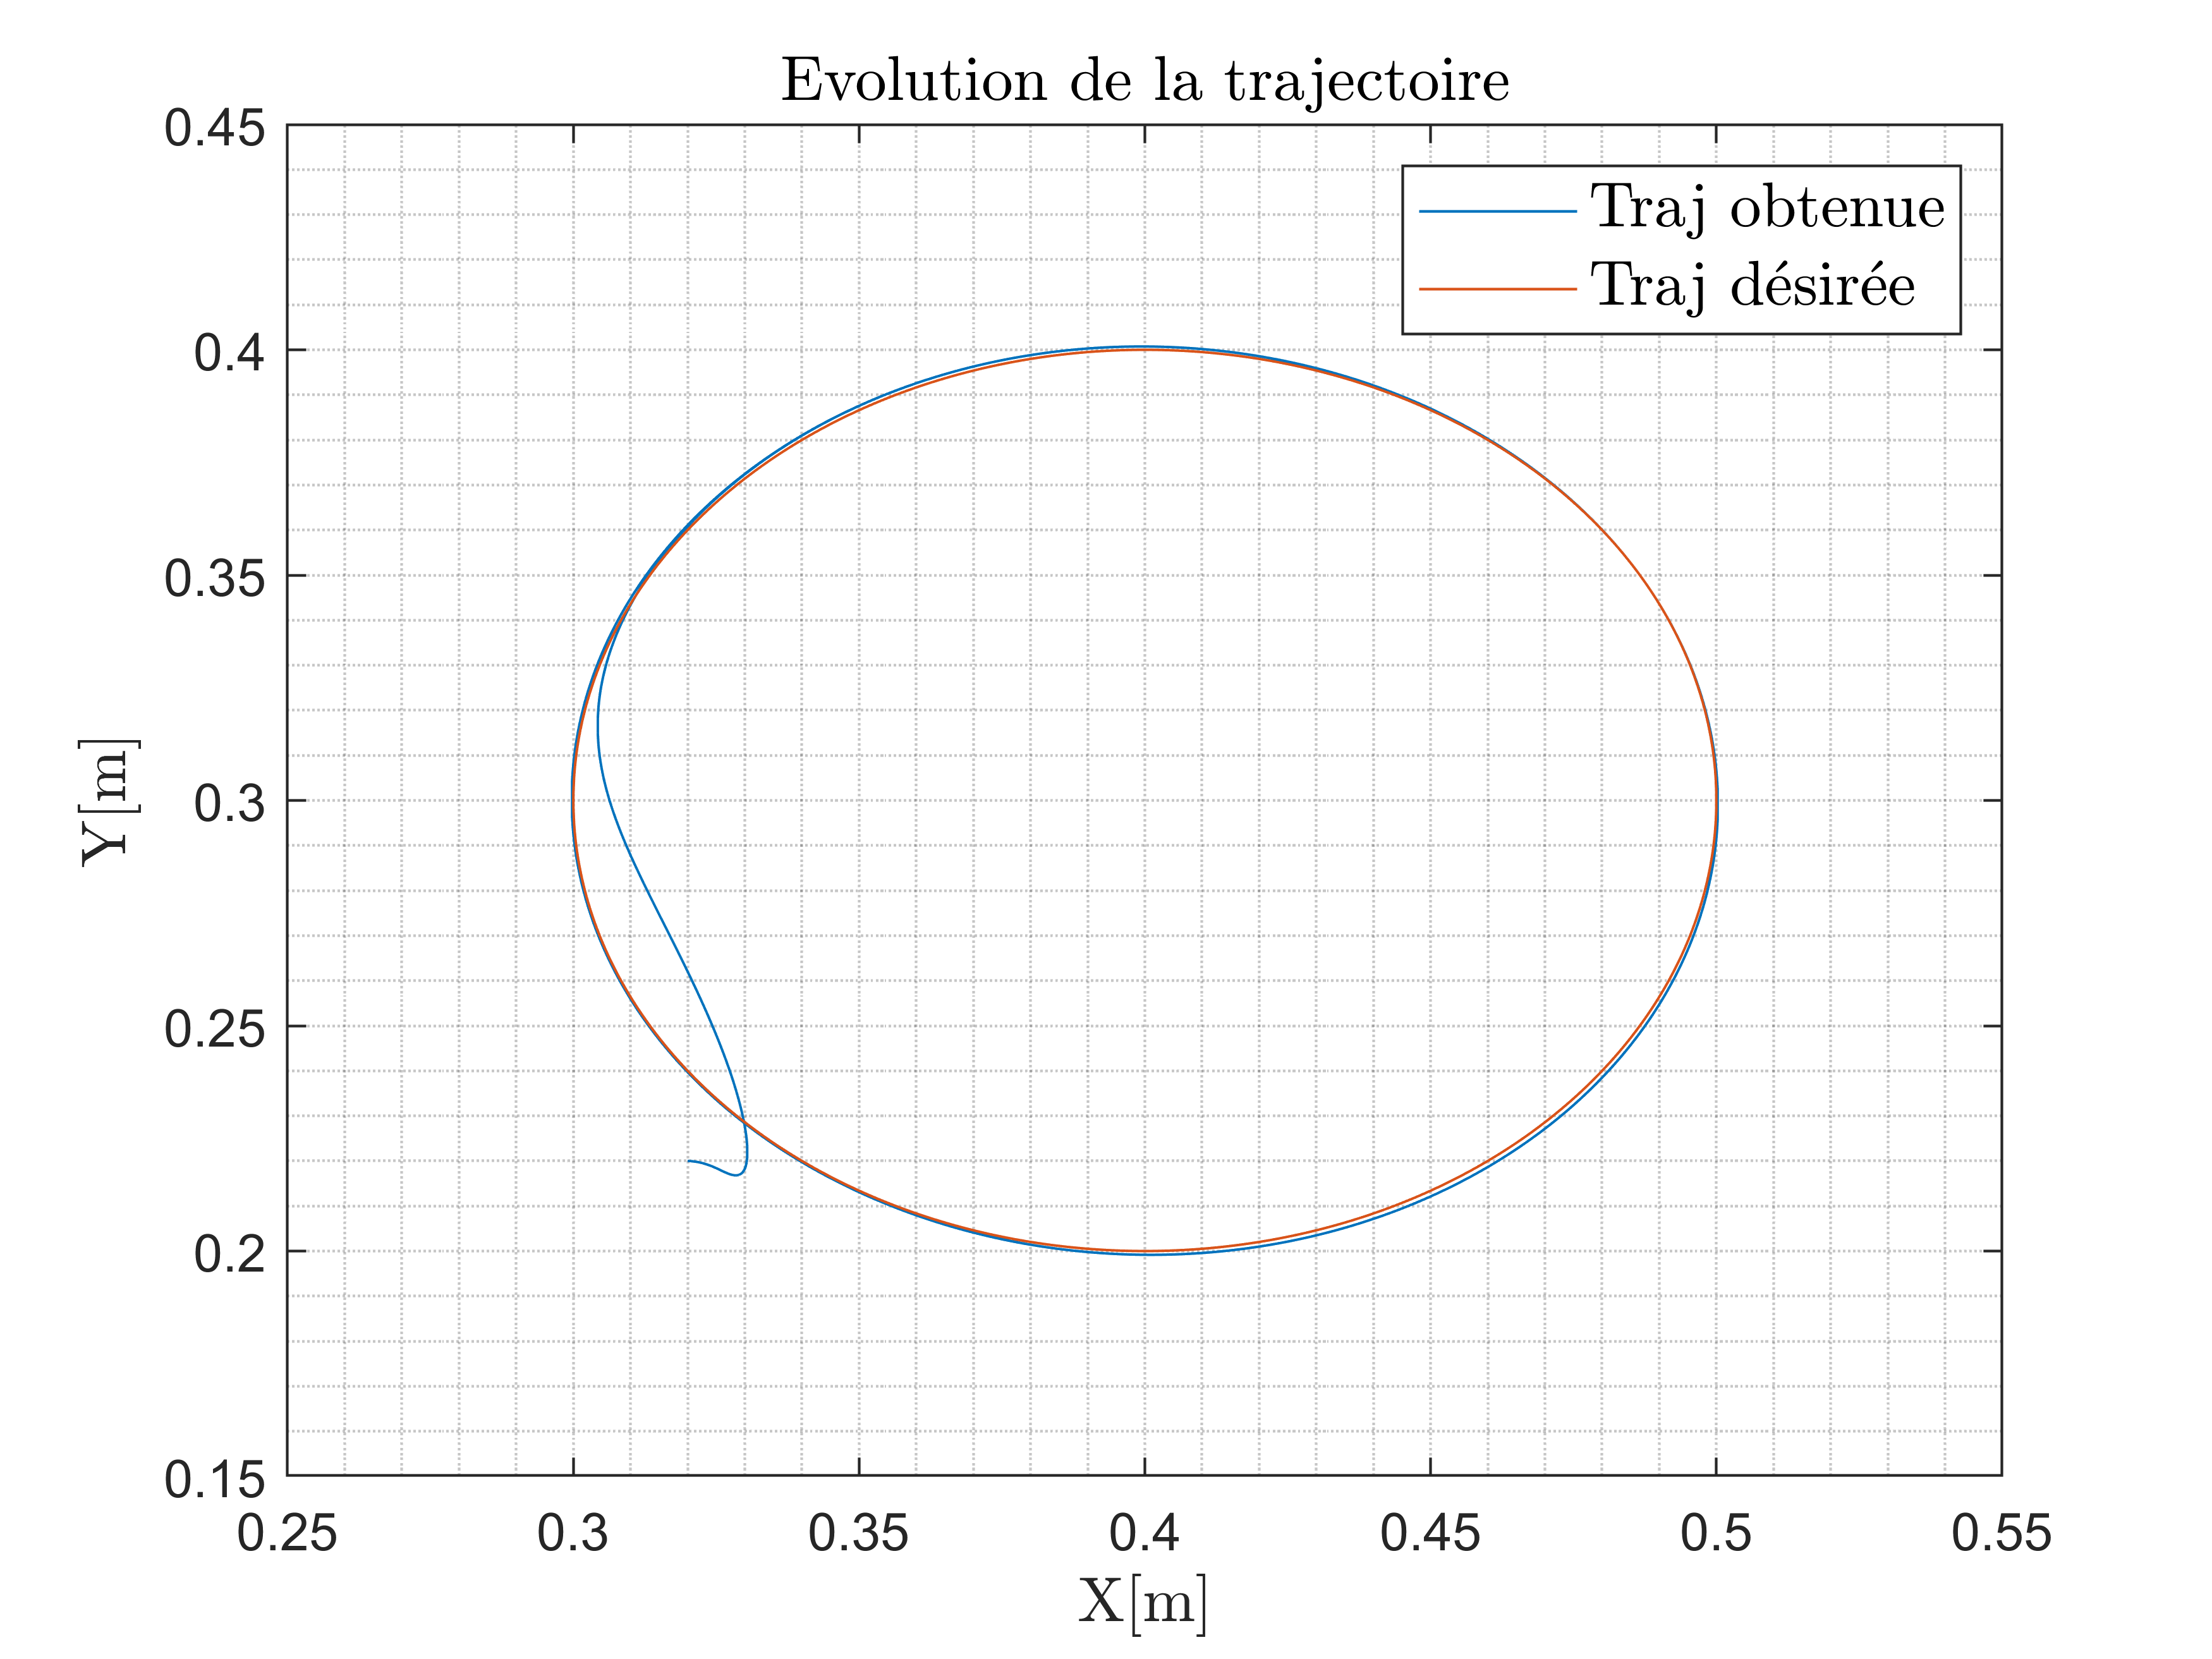 Evolution de la trajectoire
0.45
0.4
0.35
0.3
0.25
0.2
0.15
Y[m]
Traj obtenue
Traj désirée
0.25 0.3 0.35 0.4 0.45 0.5 0.55
X[m]